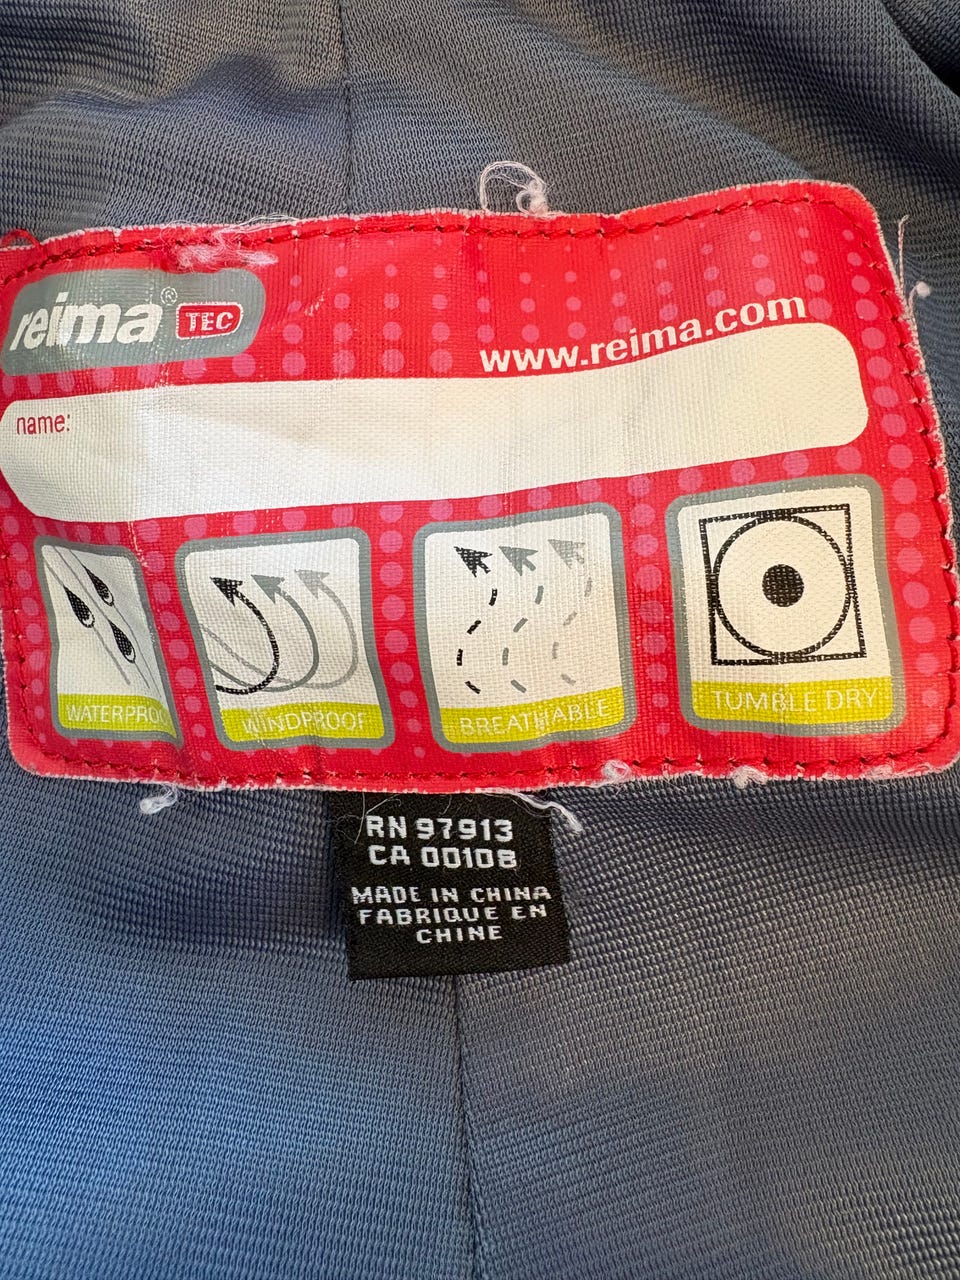 reima® TEC
www.reima.com
name:
WATERPROO
WINDPROOF
BREATHABLE
TUMBLE DRY
RN 97913
CA 00108
MADE IN CHINA
FABRIQUE EN
CHINE